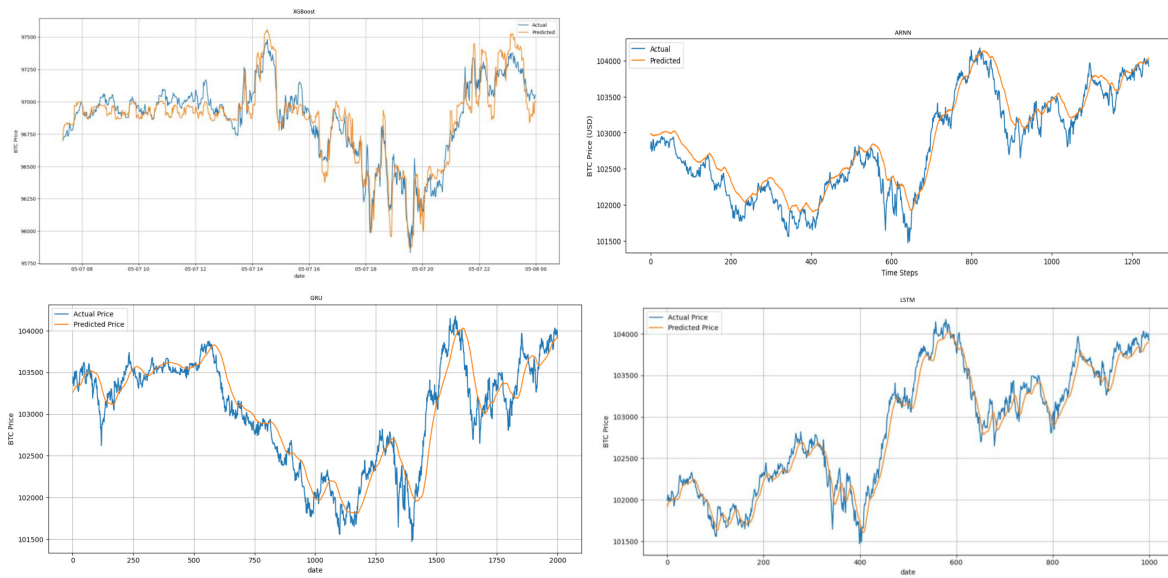 XGBoost
Actual
Predicted
97500
97250
97000
96750
96500
96250
96000
95750
BTC Price
05-07 08
05-07 10
05-07 12
05-07 14
05-07 16
05-07 18
05-07 20
05-07 22
05-08 00
date
ARNN
Actual
Predicted
104000
103500
103000
102500
102000
101500
BTC Price (USD)
0
200
400
600
800
1000
1200
Time Steps
GRU
Actual Price
Predicted Price
104000
103500
103000
102500
102000
101500
BTC Price
0
250
500
750
1000
1250
1500
1750
2000
date
LSTM
Actual Price
Predicted Price
104000
103500
103000
102500
102000
101500
BTC Price
0
200
400
600
800
1000
date